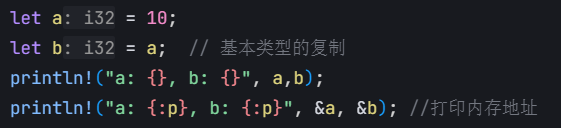 let a: i32 = 10;
let b: i32 = a;  // 基本类型的复制
println!("a: {}, b: {}", a,b);
println!("a: {:p}, b: {:p}", &a, &b); //打印内存地址